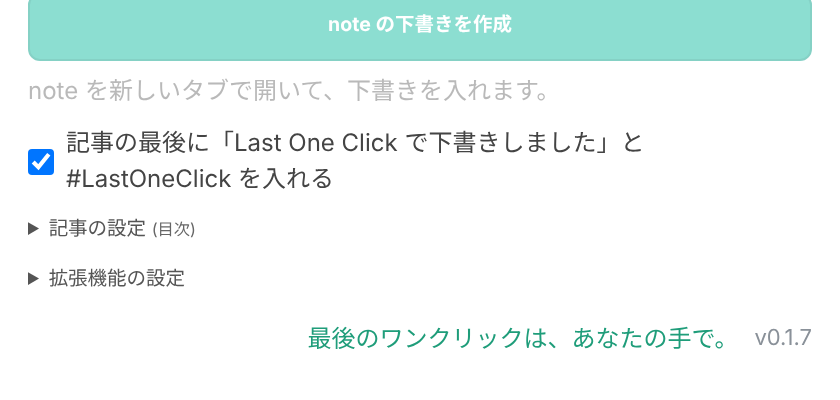 note の下書きを作成
note を新しいタブで開いて、下書きを入れます。
記事の最後に「Last One Click で下書きしました」と
#LastOneClick を入れる
▶ 記事の設定 (目次)
▶ 拡張機能の設定
最後のワンクリックは、あなたの手で。 v0.1.7